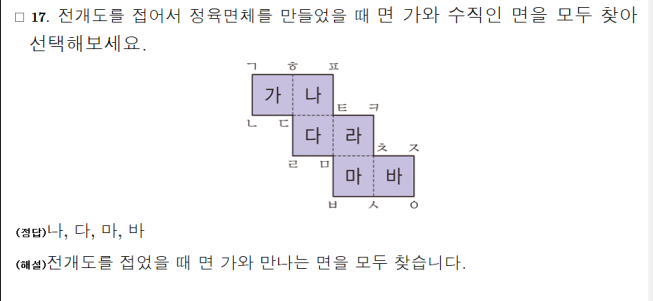 □ 17. 전개도를 접어서 정육면체를 만들었을 때 면 가와 수직인 면을 모두 찾아
선택해보세요.
ㄱ ㅎ ㅍ
가 나
ㅌ ㅋ
ㄴ ㄷ
다 라
ㅊ ㅈ
ㄹ ㅁ
마 바
ㅂ ㅅ ㅇ
(정답)나, 다, 마, 바
(해설)전개도를 접었을 때 면 가와 만나는 면을 모두 찾습니다.